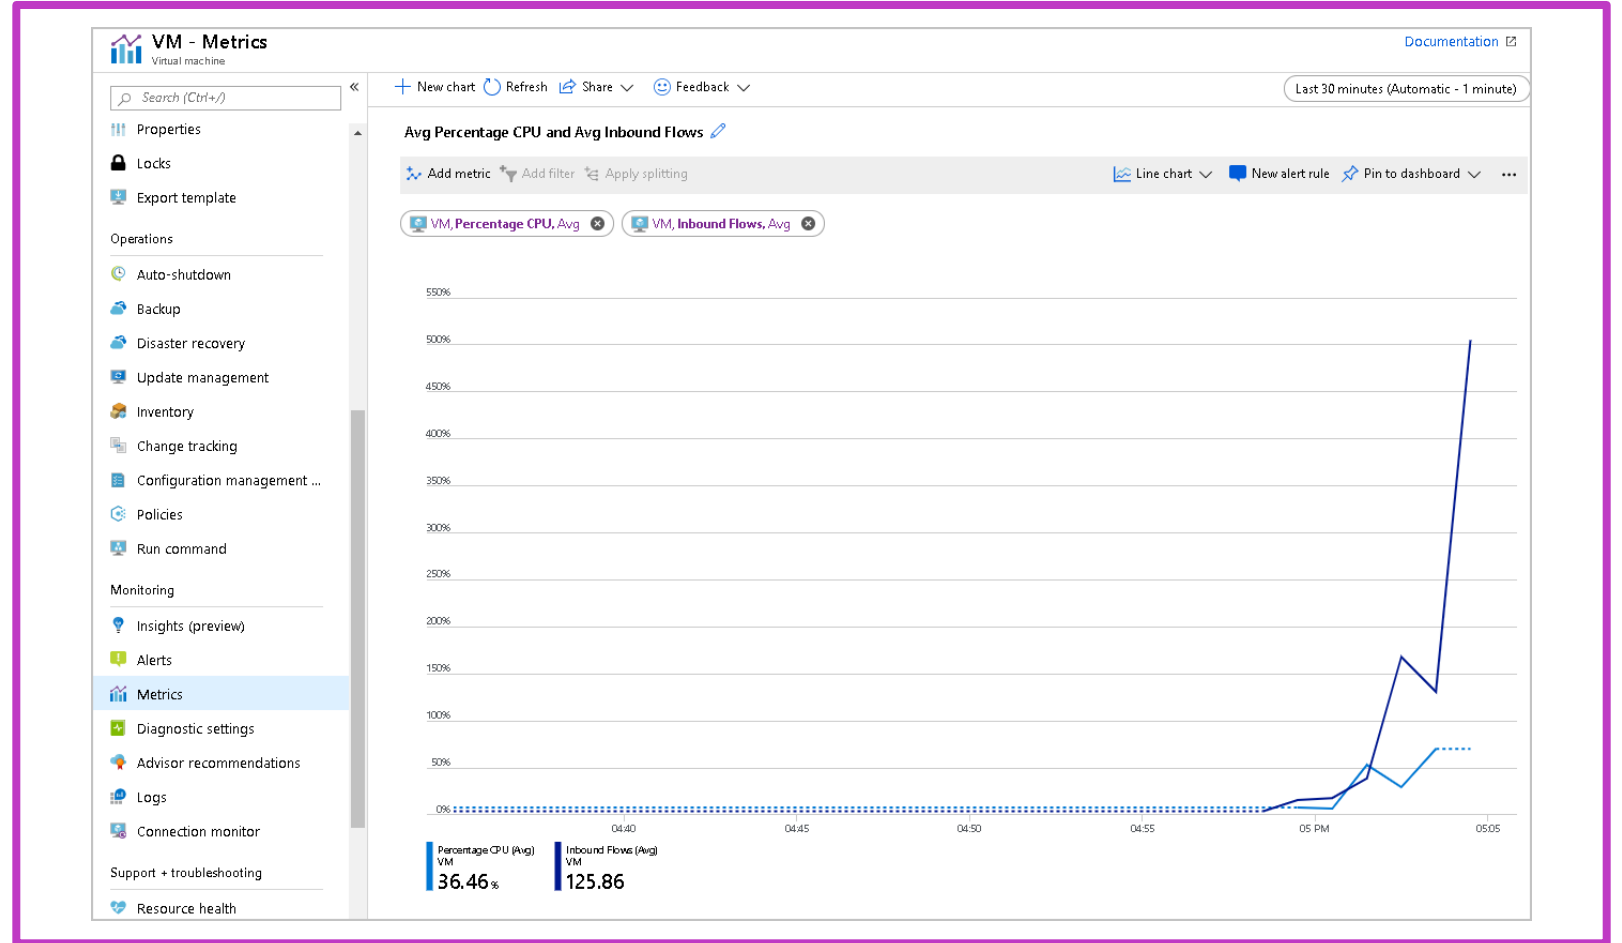 VM - Metrics
Virtual machine
Documentation
Search (Ctrl+/)
«
Properties
Locks
Export template
Operations
Auto-shutdown
Backup
Disaster recovery
Update management
Inventory
Change tracking
Configuration management ...
Policies
Run command
Monitoring
Insights (preview)
Alerts
Metrics
Diagnostic settings
Advisor recommendations
Logs
Connection monitor
Support + troubleshooting
Resource health
New chart Refresh Share Feedback
Last 30 minutes (Automatic - 1 minute)
Avg Percentage CPU and Avg Inbound Flows
Add metric Add filter Apply splitting Line chart New alert rule Pin to dashboard ...
VM, Percentage CPU, Avg VM, Inbound Flows, Avg
550%
500%
450%
400%
350%
300%
250%
200%
150%
100%
50%
0%
04:40 04:45 04:50 04:55 05 PM 05:05
Percentage CPU (Avg)
VM
36.46 %
Inbound Flows (Avg)
VM
125.86